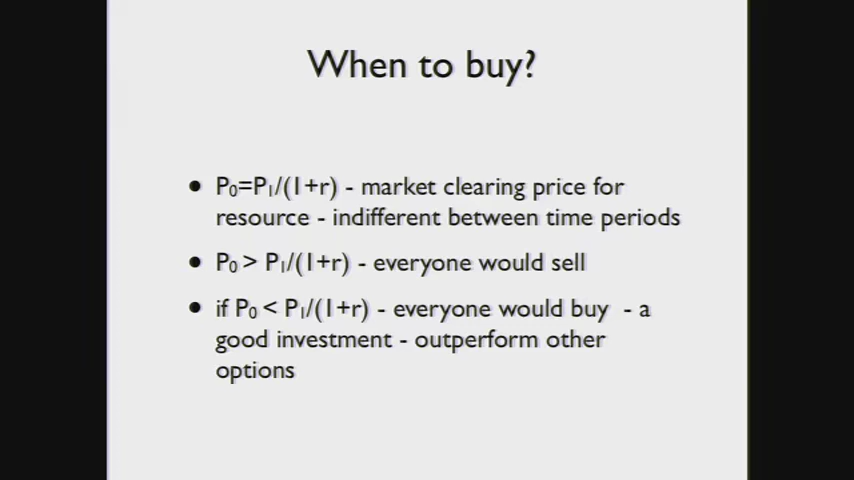 When to buy?
• P₀=P₁/(1+r) - market clearing price for
resource - indifferent between time periods
• P₀ > P₁/(1+r) - everyone would sell
• if P₀ < P₁/(1+r) - everyone would buy - a
good investment - outperform other
options